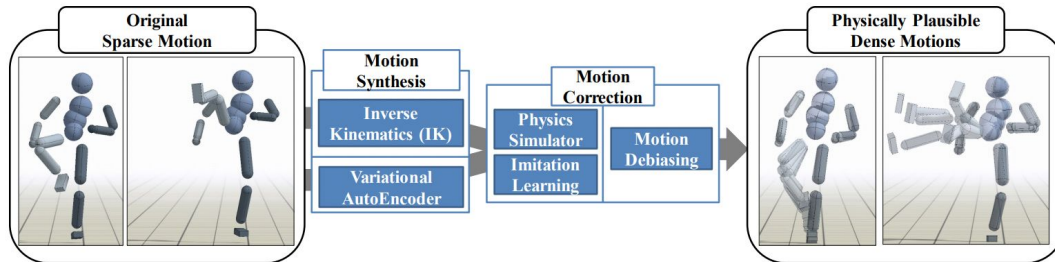 Original
Sparse Motion
Motion
Synthesis
Inverse
Kinematics (IK)
Variational
AutoEncoder
Motion
Correction
Physics
Simulator
Imitation
Learning
Motion
Debiasing
Physically Plausible
Dense Motions